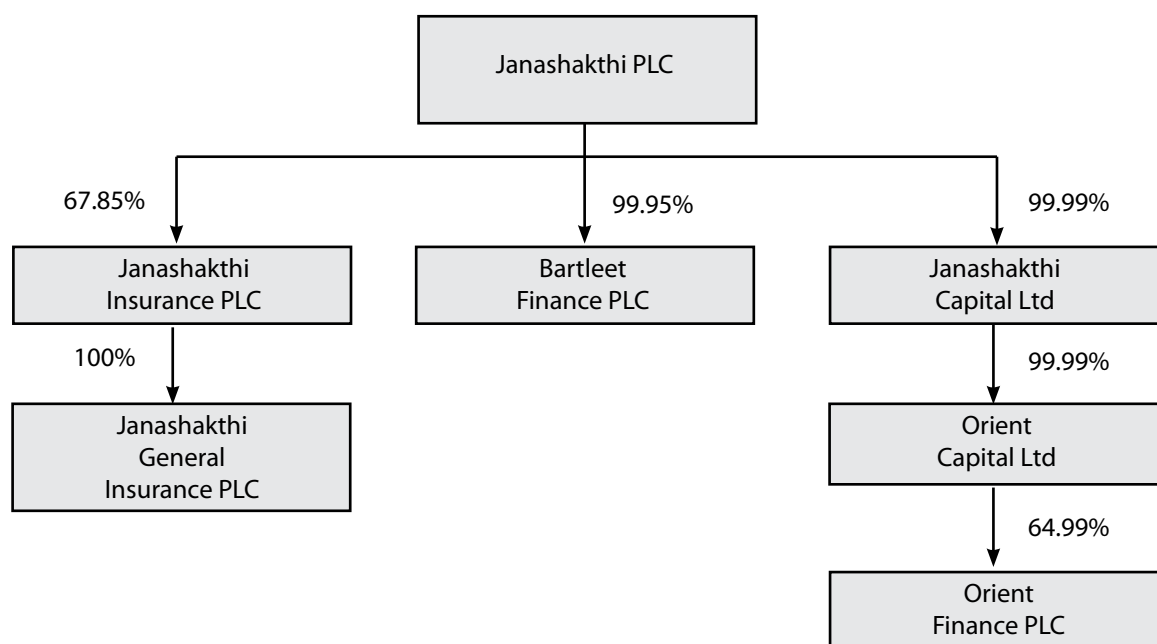 Janashakthi PLC
67.85%
99.95%
99.99%
Janashakthi
Insurance PLC
Bartleet
Finance PLC
Janashakthi
Capital Ltd
100%
99.99%
Janashakthi
General
Insurance PLC
Orient
Capital Ltd
64.99%
Orient
Finance PLC